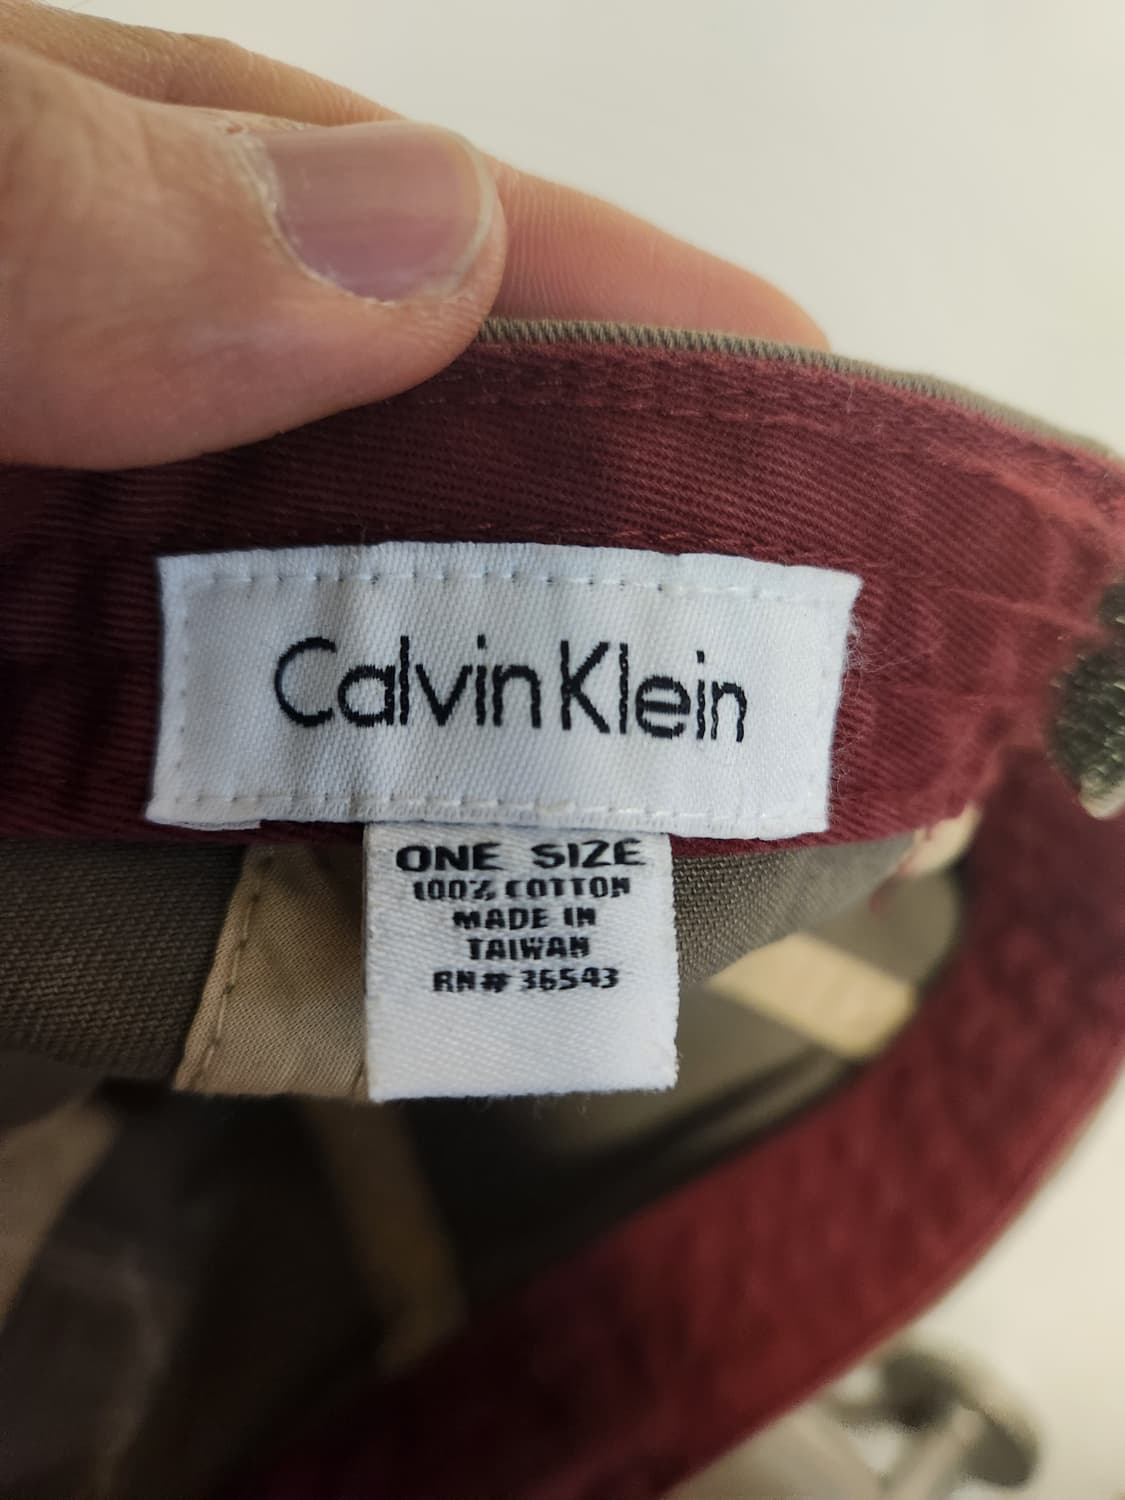 Calvin Klein
ONE SIZE
100% COTTON
MADE IN
TAIWAN
RN# 36543